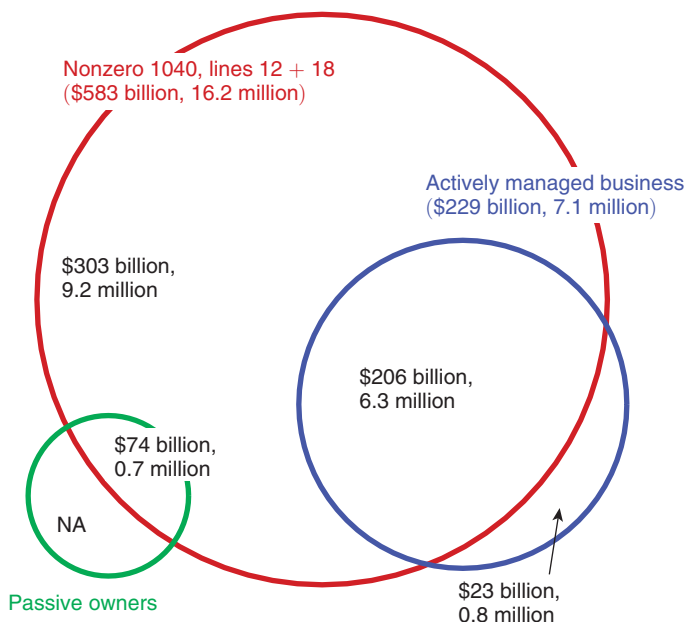 Nonzero 1040, lines 12 + 18
($583 billion, 16.2 million)
Actively managed business
($229 billion, 7.1 million)
$303 billion,
9.2 million
$206 billion,
6.3 million
$74 billion,
0.7 million
NA
$23 billion,
0.8 million
Passive owners